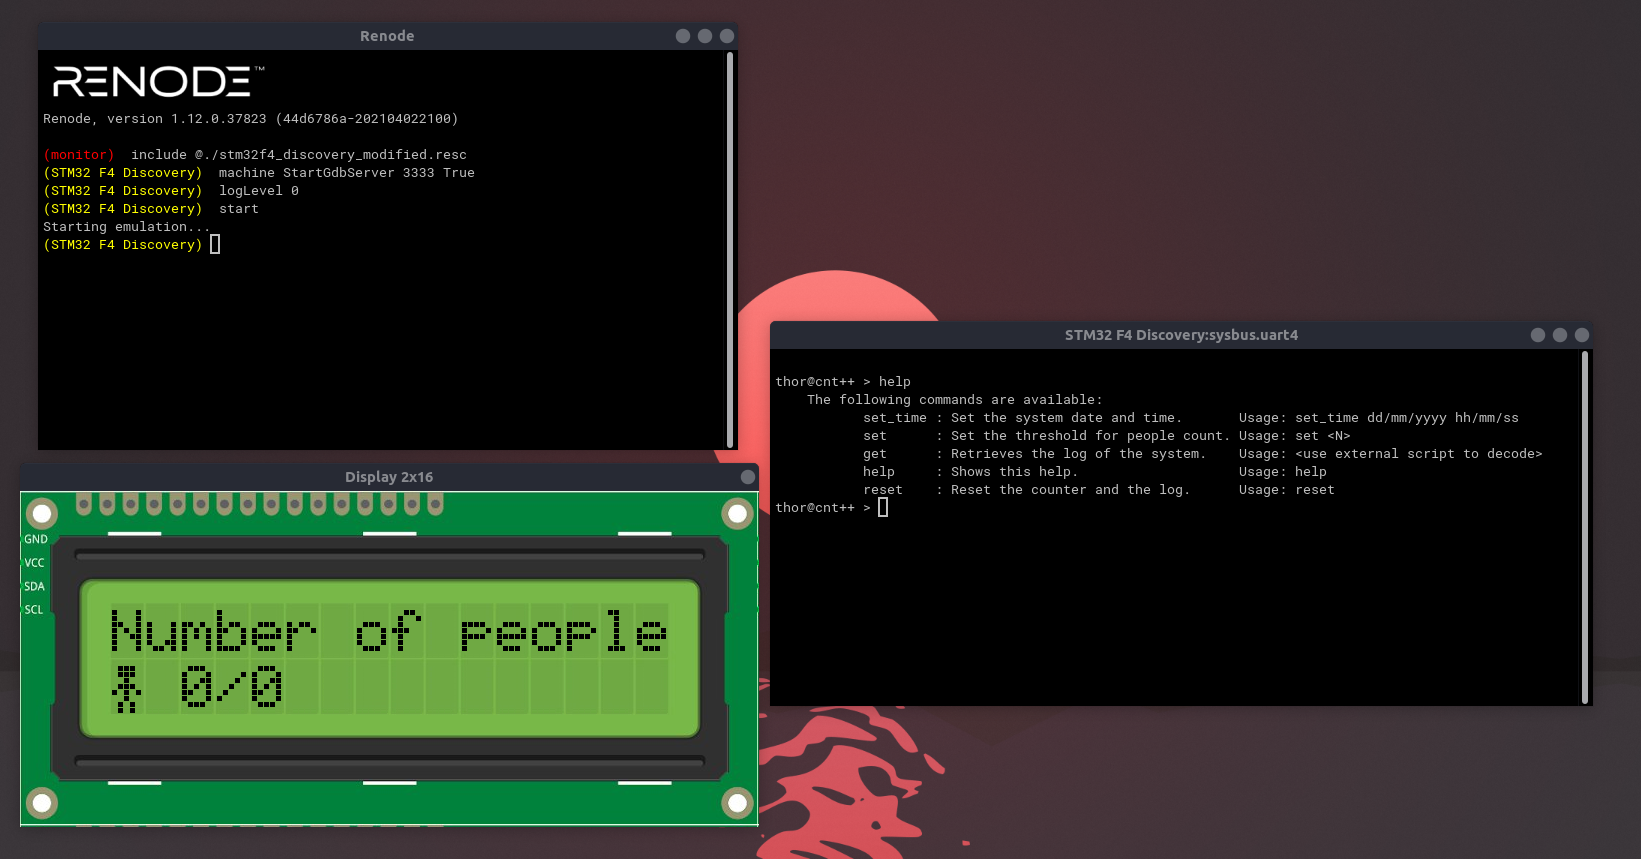 Renode
RENODE™
Renode, version 1.12.0.37823 (44d6786a-202104022100)
(monitor) include @./stm32f4_discovery_modified.resc
(STM32 F4 Discovery) machine StartGdbServer 3333 True
(STM32 F4 Discovery) logLevel 0
(STM32 F4 Discovery) start
Starting emulation...
(STM32 F4 Discovery)
Display 2x16
GND
VCC
SDA
SCL
Number of people
0/0
STM32 F4 Discovery:sysbus.uart4
thor@cnt++ > help
The following commands are available:
set_time : Set the system date and time. Usage: set_time dd/mm/yyyy hh/mm/ss
set : Set the threshold for people count. Usage: set <N>
get : Retrieves the log of the system. Usage: <use external script to decode>
help : Shows this help. Usage: help
reset : Reset the counter and the log. Usage: reset
thor@cnt++ >